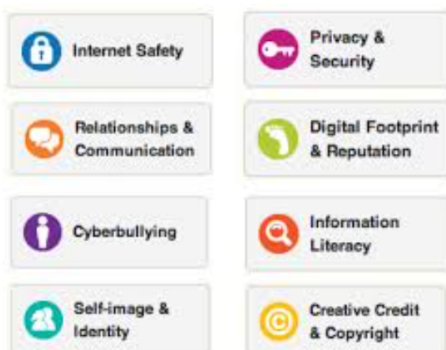 Internet Safety
Privacy &
Security
Relationships &
Communication
Digital Footprint
& Reputation
Cyberbullying
Information
Literacy
Self-image &
Identity
Creative Credit
& Copyright